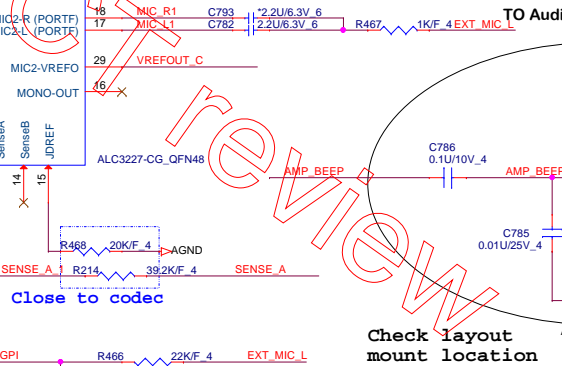 18 MIC_R1 C793 *2.2U/6.3V_6
TO Audi
MIC2-R (PORTF)
17 MIC_L1 C782 2.2U/6.3V_6 R467 1K/F_4 EXT_MIC_L
MIC2-L (PORTF)
29 VREFOUT_C
MIC2-VREFO
16
MONO-OUT
SenseA
SenseB
JDREF
ALC3227-CG_QFN48
14
15
review
C786
0.1U/10V_4
AMP_BEEP
AMP_BEEP
C785
0.01U/25V_4
R468 20K/F_4 AGND
SENSE_A_1 R214 39.2K/F_4 SENSE_A
Close to codec
Check layout
mount location
GPI R466 22K/F_4 EXT_MIC_L